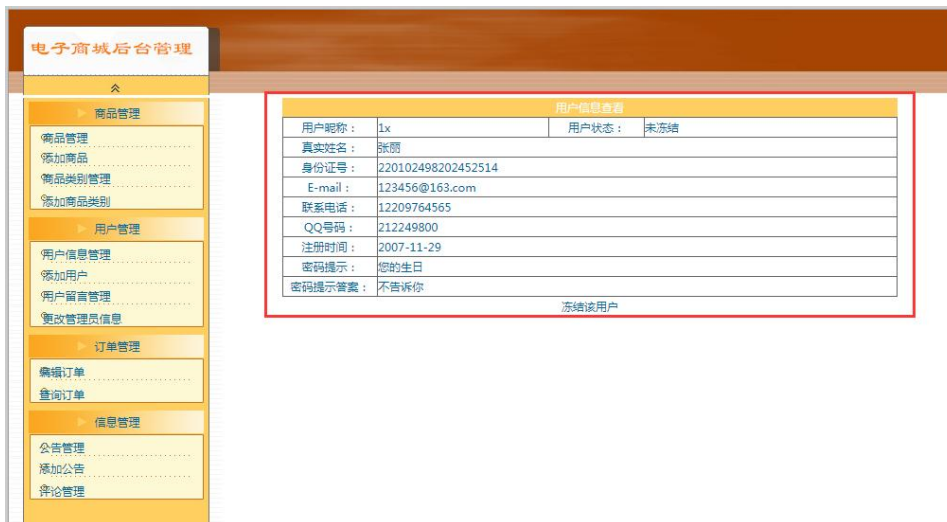 电子商城后台管理
商品管理
商品管理
添加商品
商品类别管理
添加商品类别
用户管理
用户信息管理
添加用户
用户留言管理
更改管理员信息
订单管理
编辑订单
查询订单
信息管理
公告管理
添加公告
评论管理
用户信息查看
用户昵称： 1x 用户状态： 未冻结
真实姓名： 张丽
身份证号： 220102498202452514
E-mail： 123456@163.com
联系电话： 12209764565
QQ号码： 212249800
注册时间： 2007-11-29
密码提示： 您的生日
密码提示答案： 不告诉你
冻结该用户